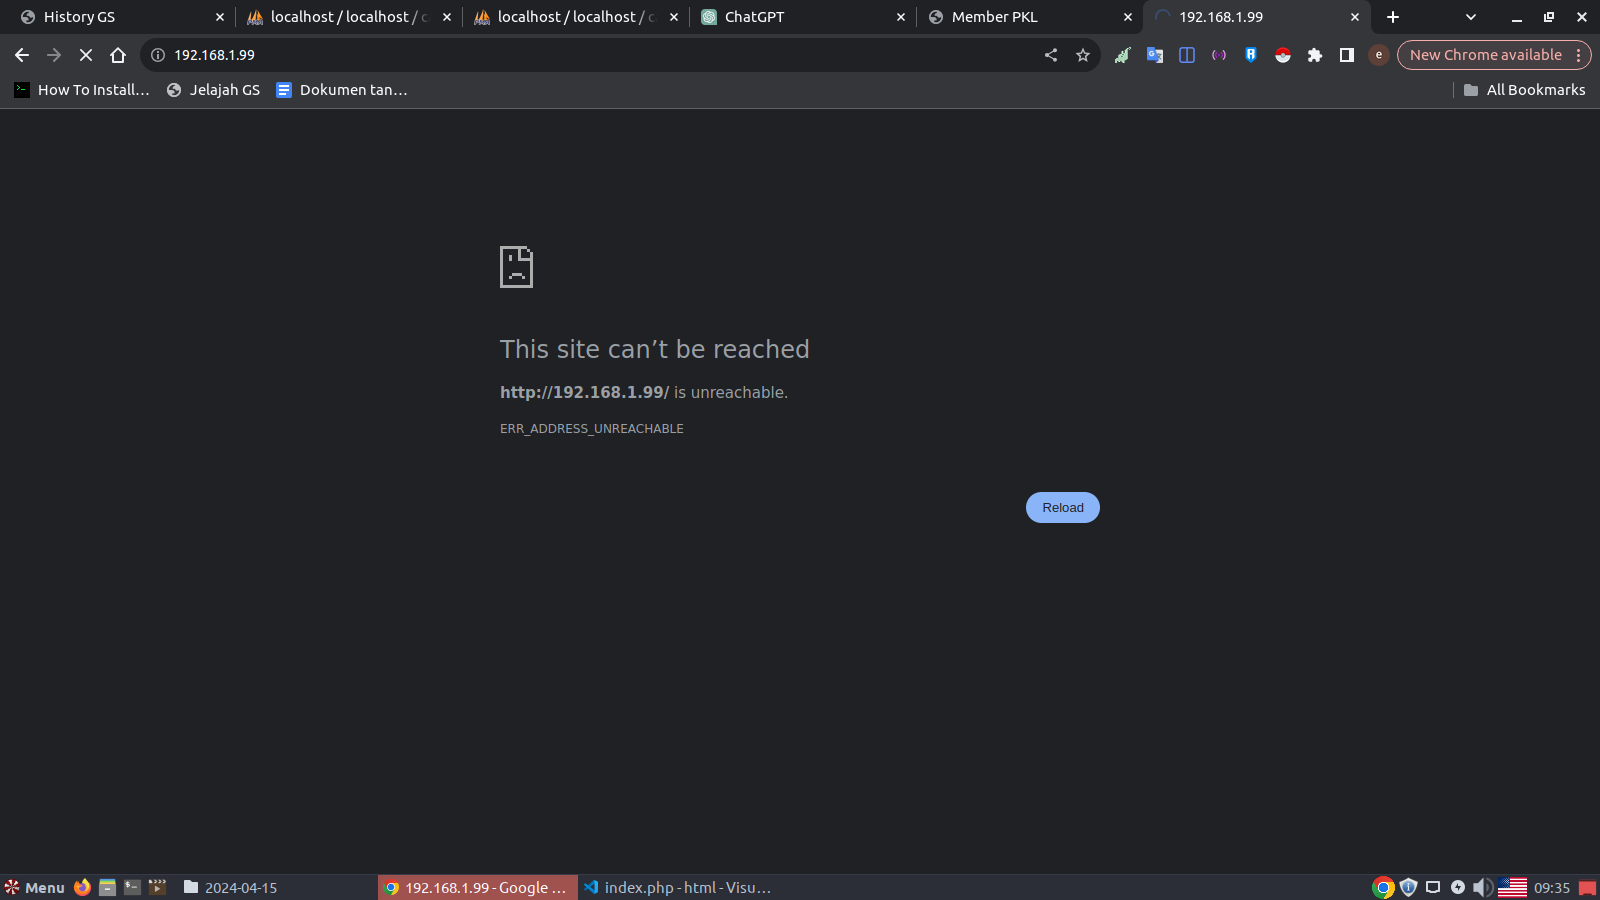 History GS
localhost / localhost / c
localhost / localhost /
ChatGPT
Member PKL
192.168.1.99
192.168.1.99
e
New Chrome available
How To Install…
Jelajah GS
Dokumen tan…
All Bookmarks
This site can’t be reached
http://192.168.1.99/ is unreachable.
ERR_ADDRESS_UNREACHABLE
Reload
Menu
2024-04-15
192.168.1.99 - Google …
index.php - html - Visu…
09:35